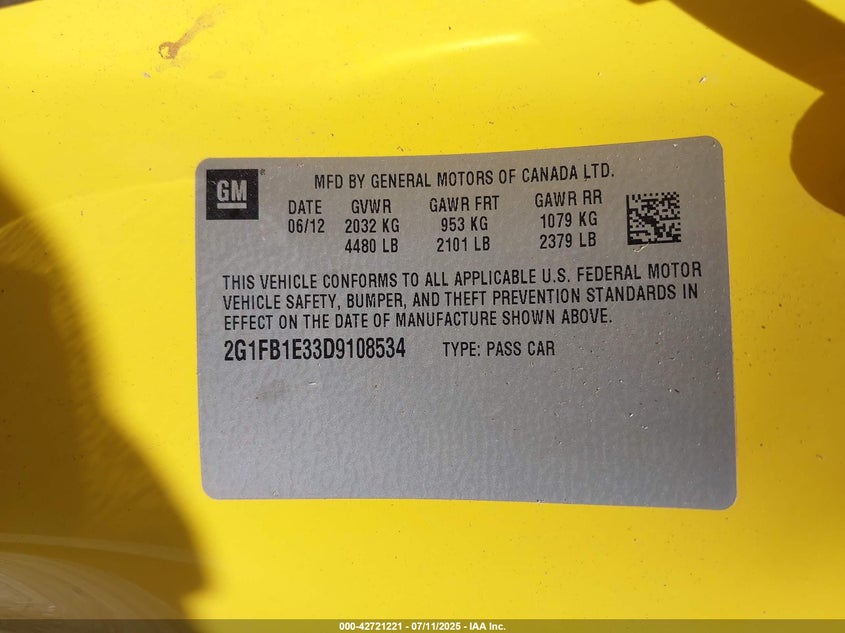 GM ®
MFD BY GENERAL MOTORS OF CANADA LTD.
DATE GVWR GAWR FRT GAWR RR
06/12 2032 KG 953 KG 1079 KG
4480 LB 2101 LB 2379 LB
THIS VEHICLE CONFORMS TO ALL APPLICABLE U.S. FEDERAL MOTOR
VEHICLE SAFETY, BUMPER, AND THEFT PREVENTION STANDARDS IN
EFFECT ON THE DATE OF MANUFACTURE SHOWN ABOVE.
2G1FB1E33D9108534 TYPE: PASS CAR
000-42721221 - 07/11/2025 - IAA Inc.